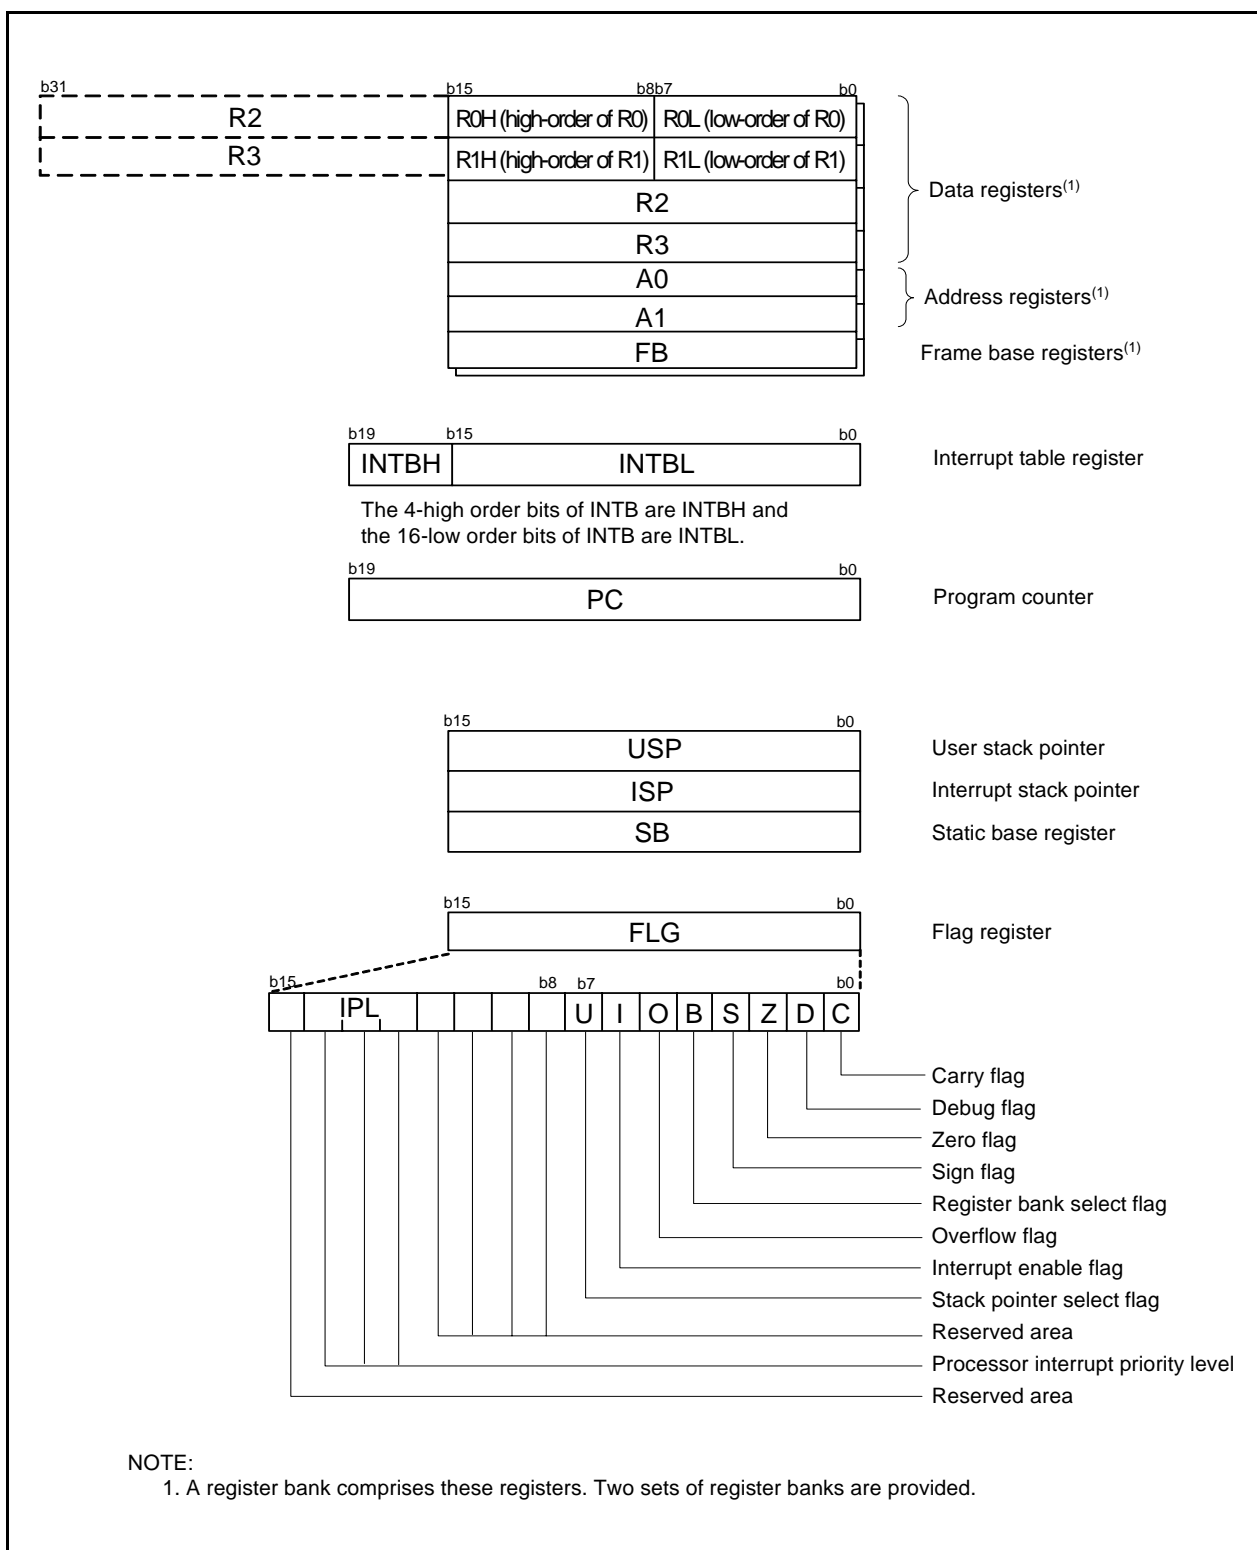 b31 b15 b8b7 b0
R2 R0H (high-order of R0) R0L (low-order of R0)
R3 R1H (high-order of R1) R1L (low-order of R1)
R2
Data registers(1)
R3
A0
Address registers(1)
A1
FB Frame base registers(1)
b19 b15 b0
INTBH INTBL Interrupt table register
The 4-high order bits of INTB are INTBH and
the 16-low order bits of INTB are INTBL.
b19 b0
PC Program counter
b15 b0
USP User stack pointer
ISP Interrupt stack pointer
SB Static base register
b15 b0
FLG Flag register
b15 b8 b7 b0
IPL U I O B S Z D C
Carry flag
Debug flag
Zero flag
Sign flag
Register bank select flag
Overflow flag
Interrupt enable flag
Stack pointer select flag
Reserved area
Processor interrupt priority level
Reserved area
NOTE:
1. A register bank comprises these registers. Two sets of register banks are provided.